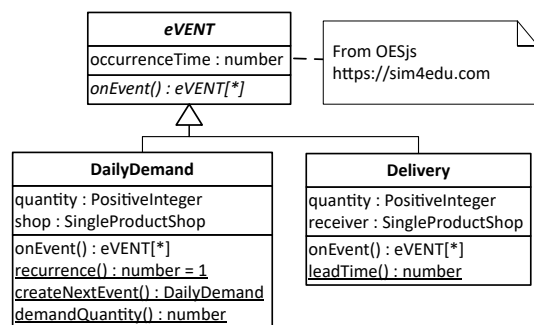 eVENT
occurrenceTime : number
onEvent() : eVENT[*]
From OESjs
https://sim4edu.com
DailyDemand
quantity : PositiveInteger
shop : SingleProductShop
onEvent() : eVENT[*]
recurrence() : number = 1
createNextEvent() : DailyDemand
demandQuantity() : number
Delivery
quantity : PositiveInteger
receiver : SingleProductShop
onEvent() : eVENT[*]
leadTime() : number